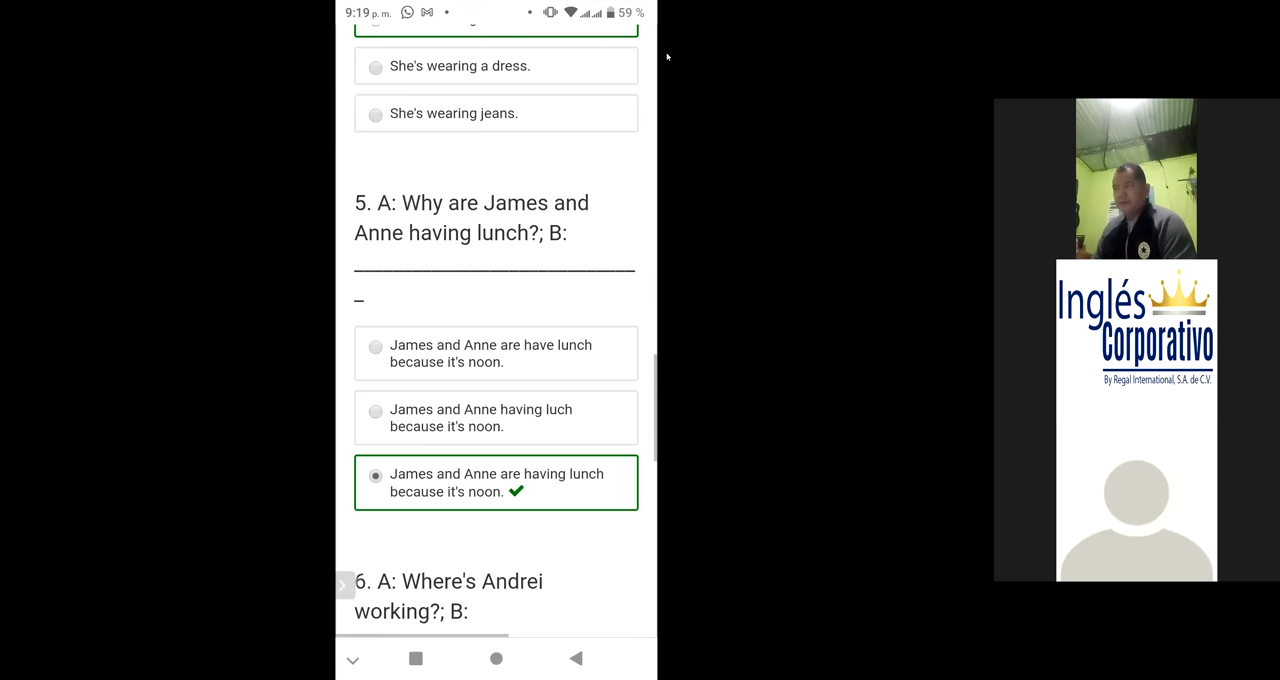 9:19 p. m.
59 %
She's wearing a dress.
She's wearing jeans.
5. A: Why are James and
Anne having lunch?; B:
____________________________
_
James and Anne are have lunch
because it's noon.
James and Anne having luch
because it's noon.
James and Anne are having lunch
because it's noon.
6. A: Where's Andrei
working?; B:
Inglés
Corporativo
By Regal International, S.A. de C.V.